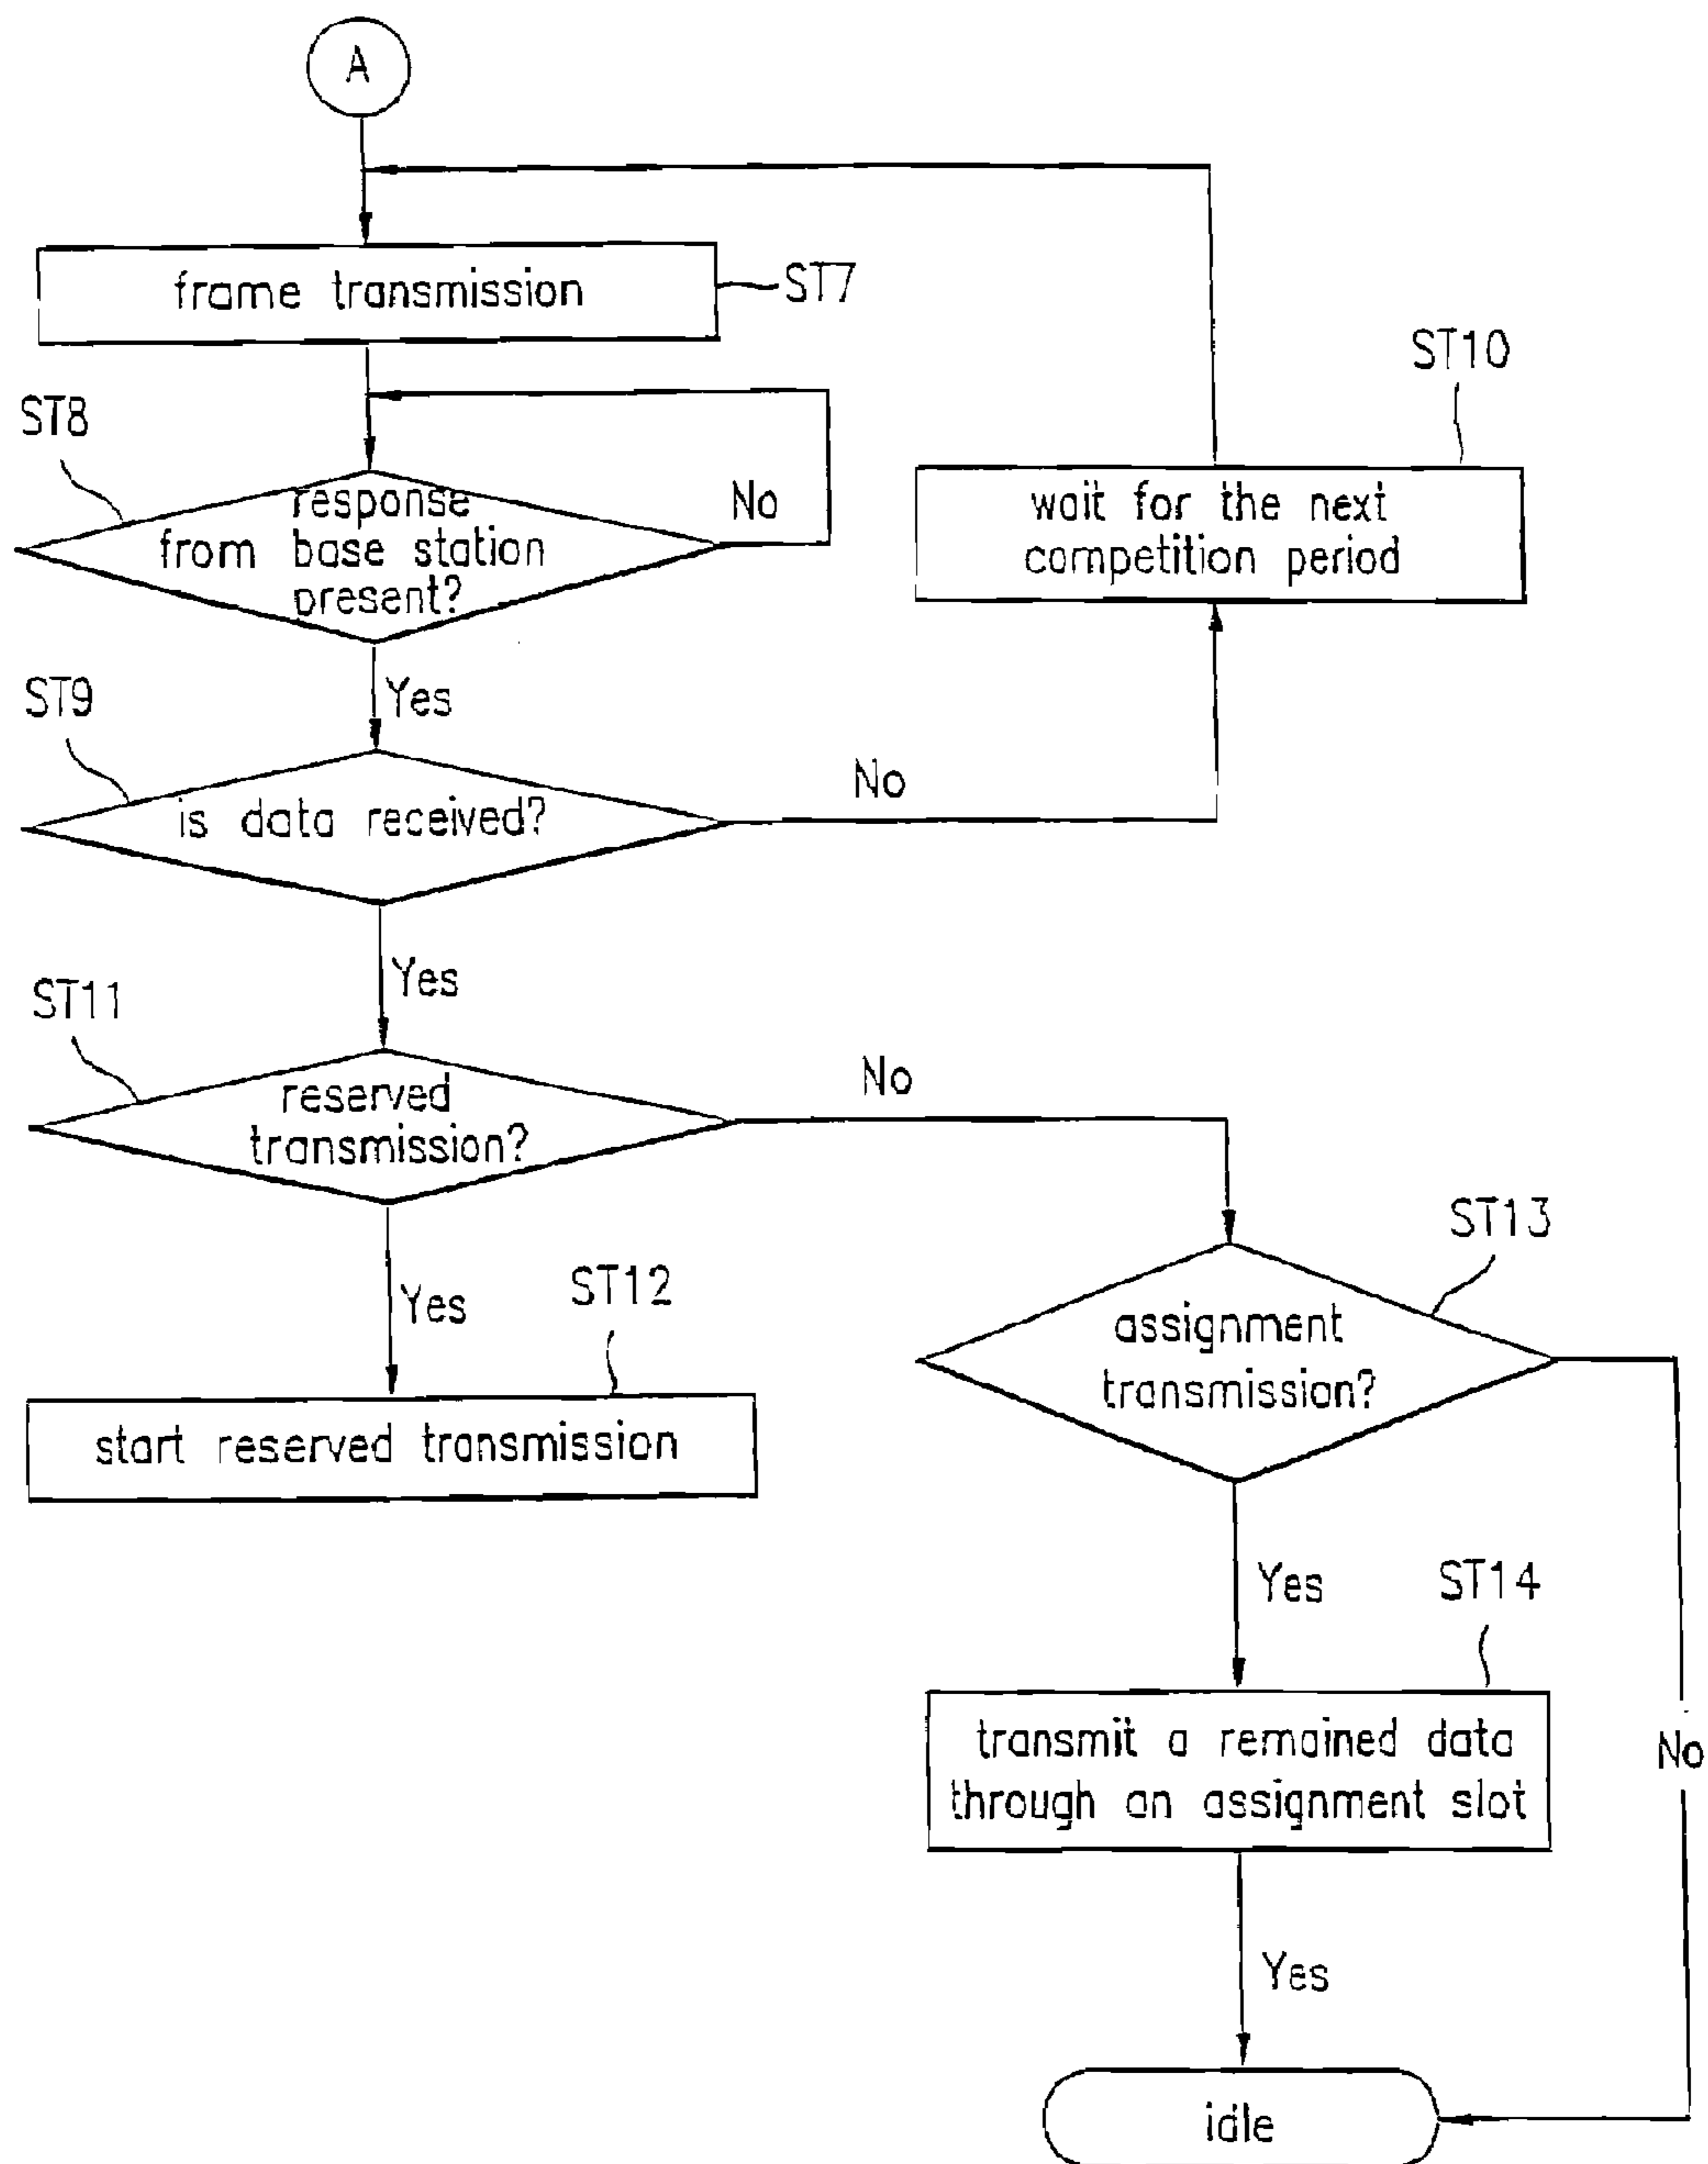 A
frame transmission
ST7
ST10
ST8
response
from base station
present?
No
wait for the next
competition period
Yes
ST9
is data received?
No
Yes
ST11
reserved
transmission?
No
ST13
Yes
ST12
assignment
transmission?
start reserved transmission
Yes
ST14
transmit a remained data
through an assignment slot
No
Yes
idle